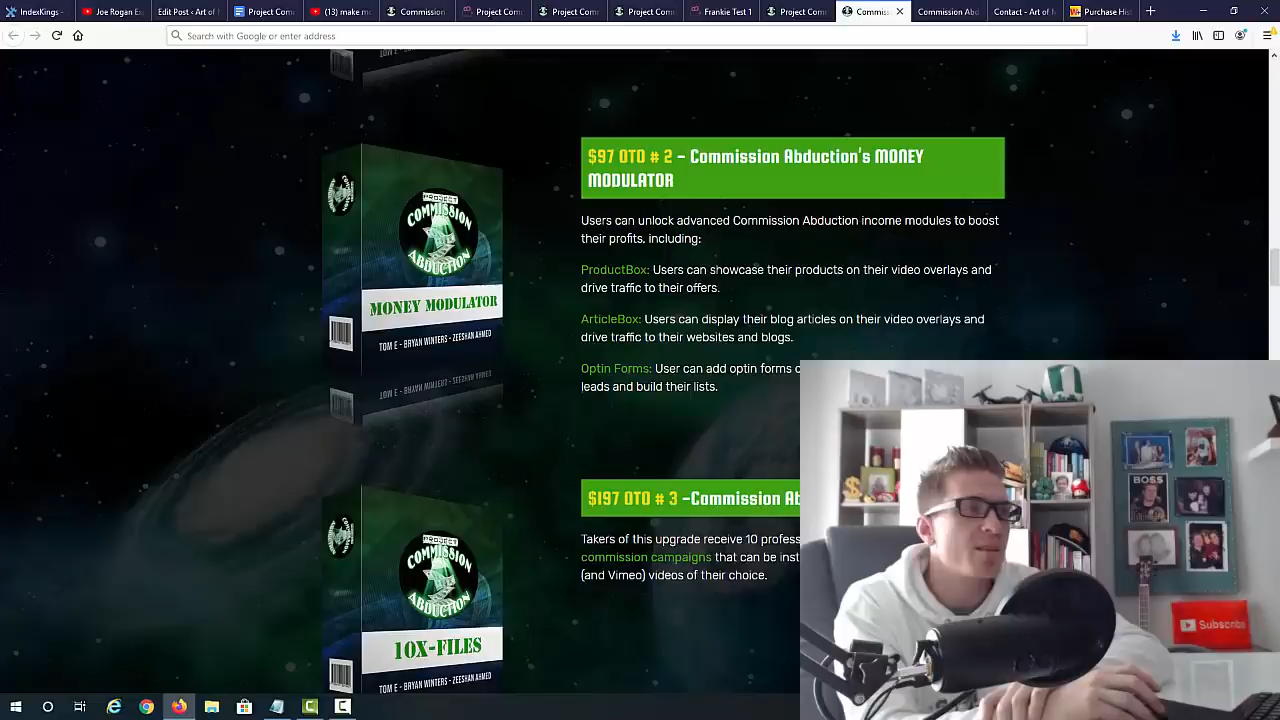 IndexKings -
Joe Rogan Ex
Edit Post ‹ Art of
Project Com
(13) make mo
Commission
Project Com
Project Com
Project Com
Frankie Test 1
Project Com
Commiss
Commission Abd
Contact - Art of M
Purchase Hist
Search with Google or enter address
$97 OTO # 2 - Commission Abduction's MONEY
MODULATOR
Users can unlock advanced Commission Abduction income modules to boost
their profits, including:
ProductBox: Users can showcase their products on their video overlays and
drive traffic to their offers.
ArticleBox: Users can display their blog articles on their video overlays and
drive traffic to their websites and blogs.
Optin Forms: User can add optin forms
leads and build their lists.
PROJECT
COMMISSION
ABDUCTION
MONEY MODULATOR
TOM E - BRYAN WINTERS - ZEESHAN AHMED
$197 OTO # 3 -Commission Ab
Takers of this upgrade receive 10 profess
commission campaigns that can be inst
(and Vimeo) videos of their choice.
PROJECT
COMMISSION
ABDUCTION
10X-FILES
TOM E - BRYAN WINTERS - ZEESHAN AHMED
BOSS
Subscribe